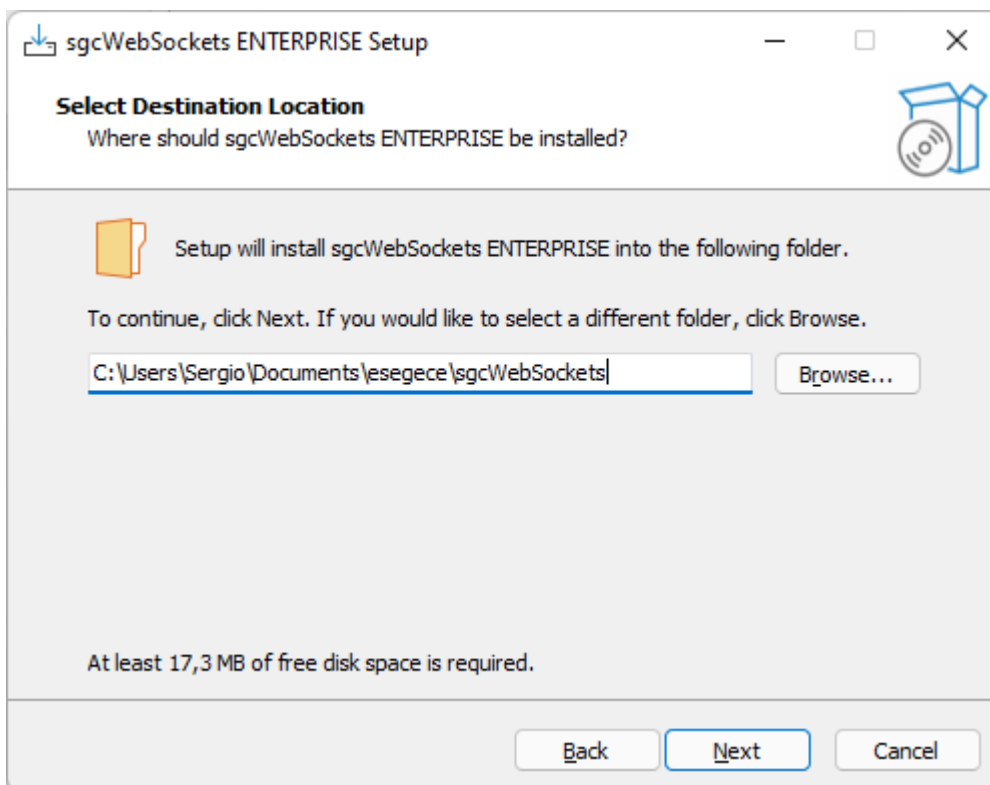 sgcWebSockets ENTERPRISE Setup
Select Destination Location
Where should sgcWebSockets ENTERPRISE be installed?
Setup will install sgcWebSockets ENTERPRISE into the following folder.
To continue, click Next. If you would like to select a different folder, click Browse.
C:\Users\Sergio\Documents\esegece\sgcWebSockets
Browse...
At least 17,3 MB of free disk space is required.
Back Next Cancel